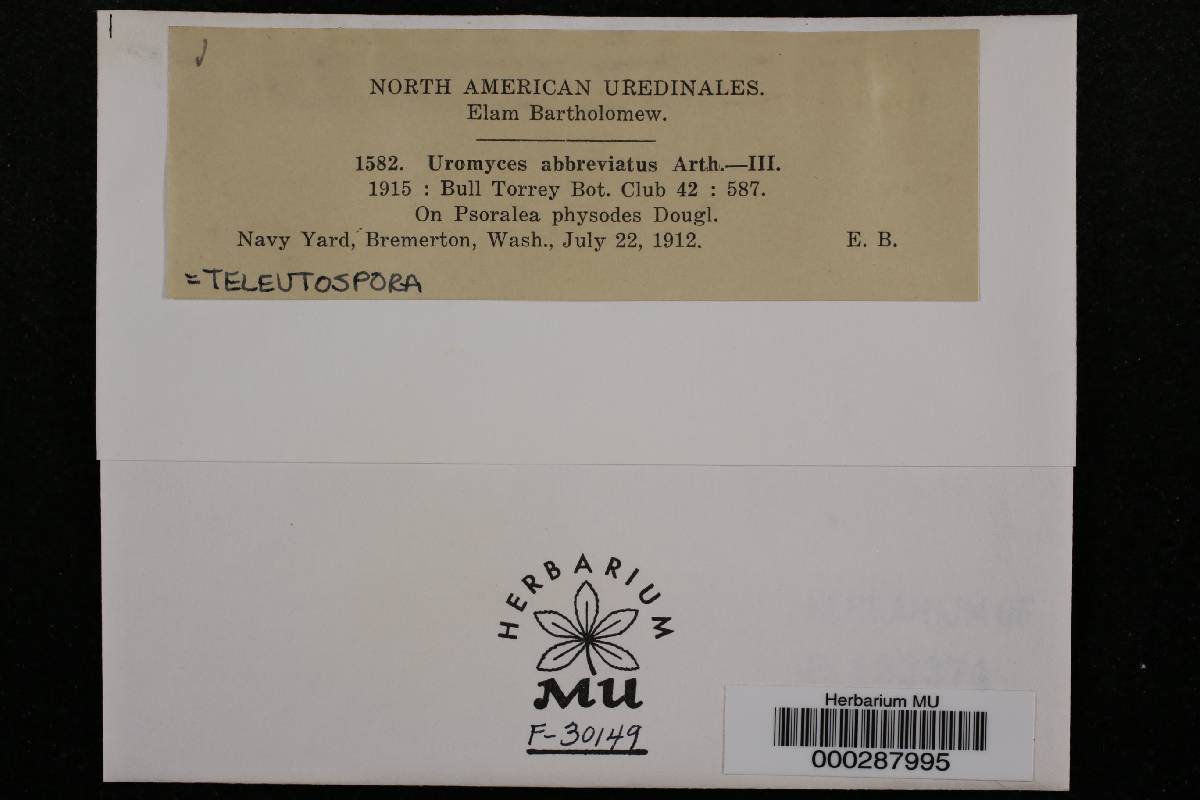 NORTH AMERICAN UREDINALES.
Elam Bartholomew.
1582. Uromyces abbreviatus Arth.—III.
1915 : Bull Torrey Bot. Club 42 : 587.
On Psoralea physodes Dougl.
Navy Yard, Bremerton, Wash., July 22, 1912. E. B.
=TELEUTOSPORA
HERBARIUM
MU
F-30149
Herbarium MU
000287995